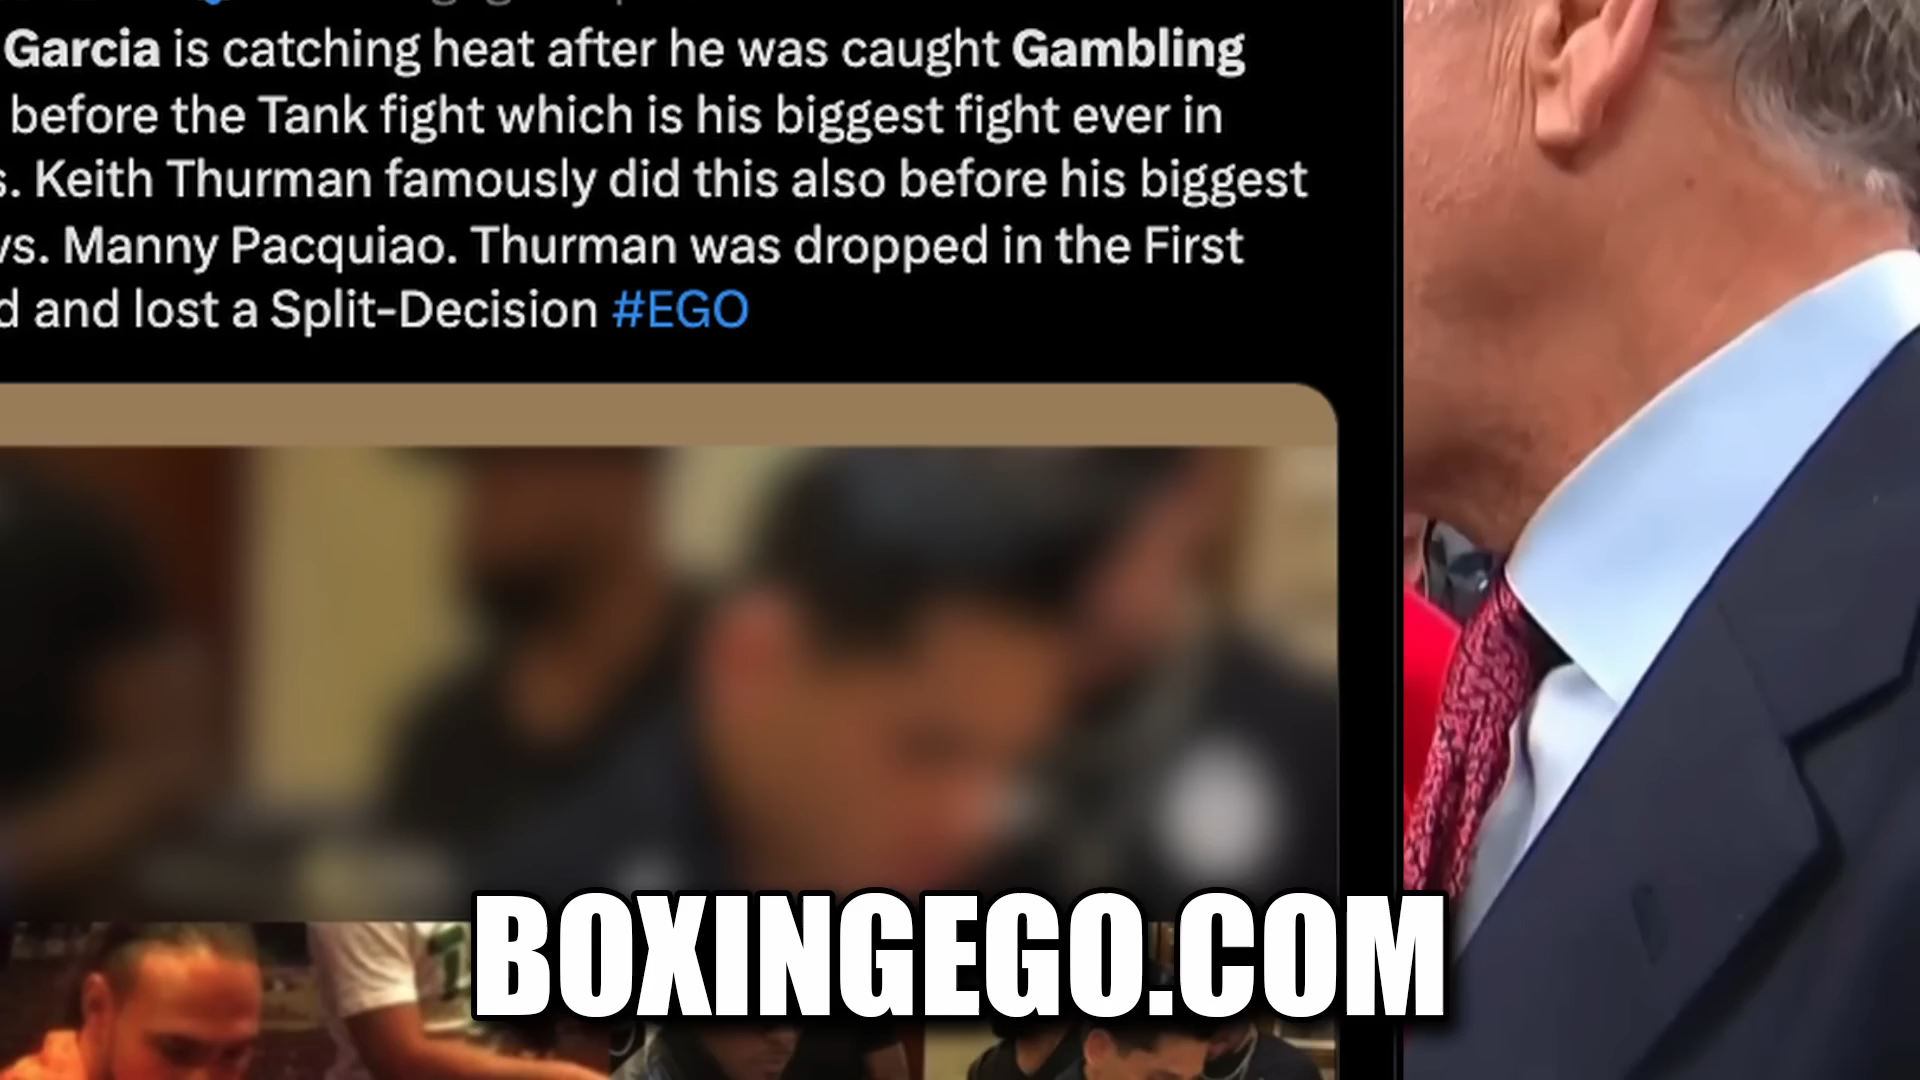 Garcia is catching heat after he was caught Gambling
before the Tank fight which is his biggest fight ever in
s. Keith Thurman famously did this also before his biggest
vs. Manny Pacquiao. Thurman was dropped in the First
d and lost a Split-Decision #EGO
BOXINGEGO.COM